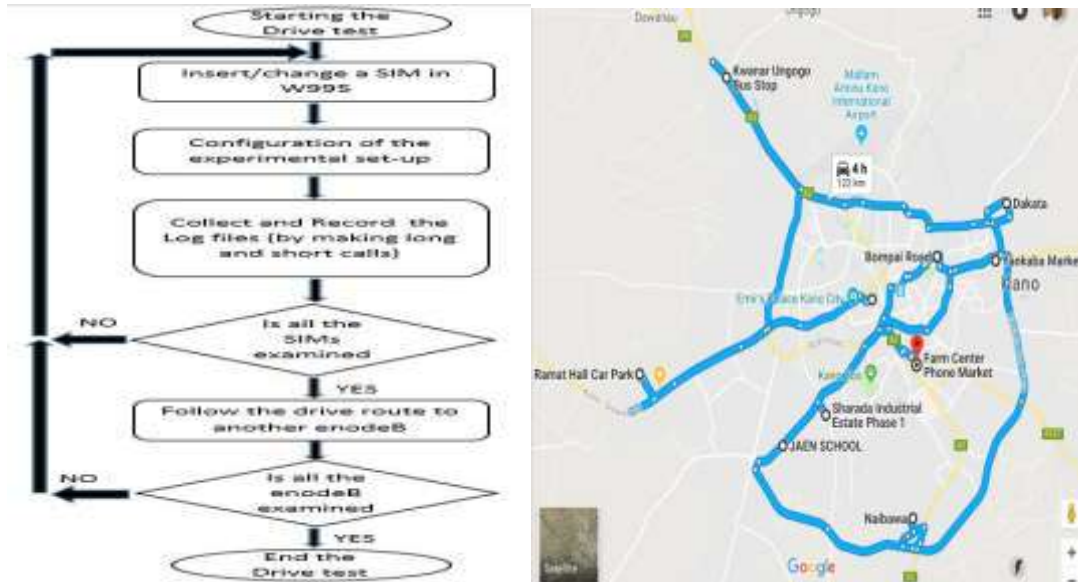 Starting the
Drive test
Insert/change a SIM in
W995
Configuration of the
experimental set-up
Collect and Record the
Log files (by making long
and short calls)
Is all the
SIMs
examined
NO
YES
Follow the drive route to
another enodeB
Is all the
enodeB
examined
NO
YES
End the
Drive test
Ungogo
Dawanau
Kwanar Ungogo
Bus Stop
Mallam
Aminu Kano
International
Airport
4 h
Dakata
Bompai Road
Yankaba Market
Kano
Emir's Palace Kano City
Ramat Hall Car Park
Farm Center
Phone Market
Sharada Industrial
Estate Phase 1
JAEN SCHOOL
Naibawa
Satellite
Google